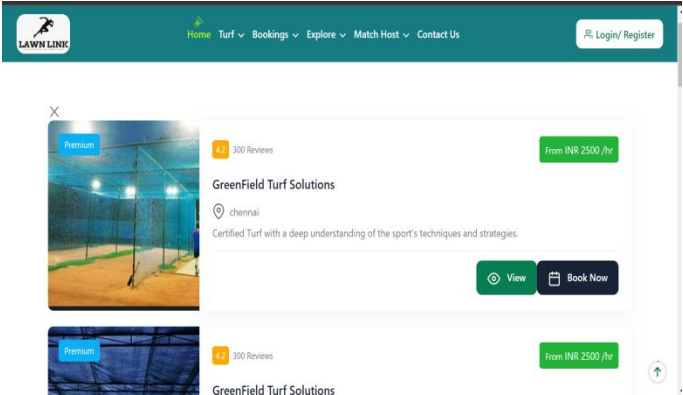 LAWN LINK
Home Turf Bookings Explore Match Host Contact Us
Login/ Register
Premium
4.2 300 Reviews
From INR 2500 /hr
GreenField Turf Solutions
chennai
Certified Turf with a deep understanding of the sport's techniques and strategies.
View
Book Now
Premium
4.2 300 Reviews
From INR 2500 /hr
GreenField Turf Solutions